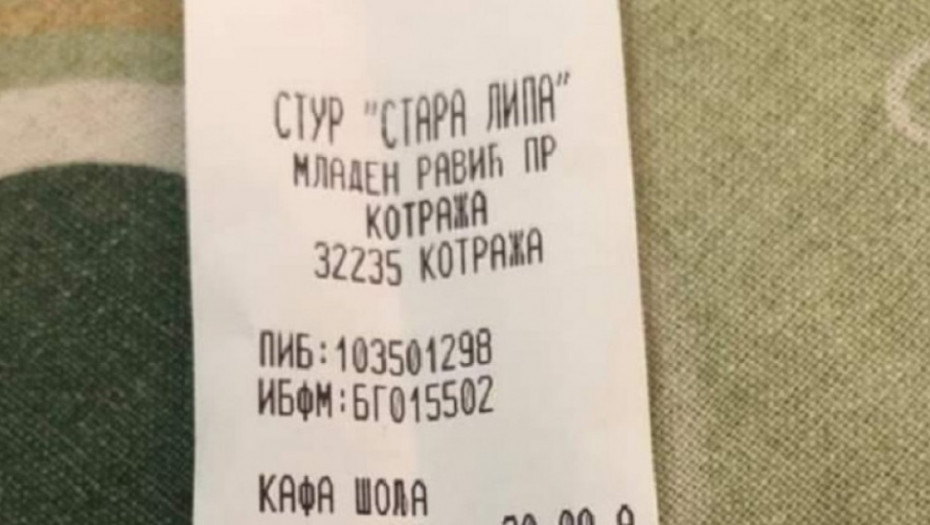 СТУР "СТАРА ЛИПА"
МЛАДЕН РАВИЋ ПР
КОТРАЖА
32235 КОТРАЖА
ПИБ:103501298
ИБФМ:БГ015502
КАФА ШОЉА